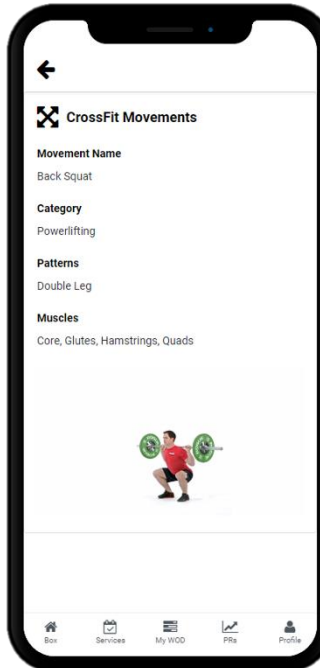 CrossFit Movements
Movement Name
Back Squat
Category
Powerlifting
Patterns
Double Leg
Muscles
Core, Glutes, Hamstrings, Quads
Box Services My WOD PRs Profile